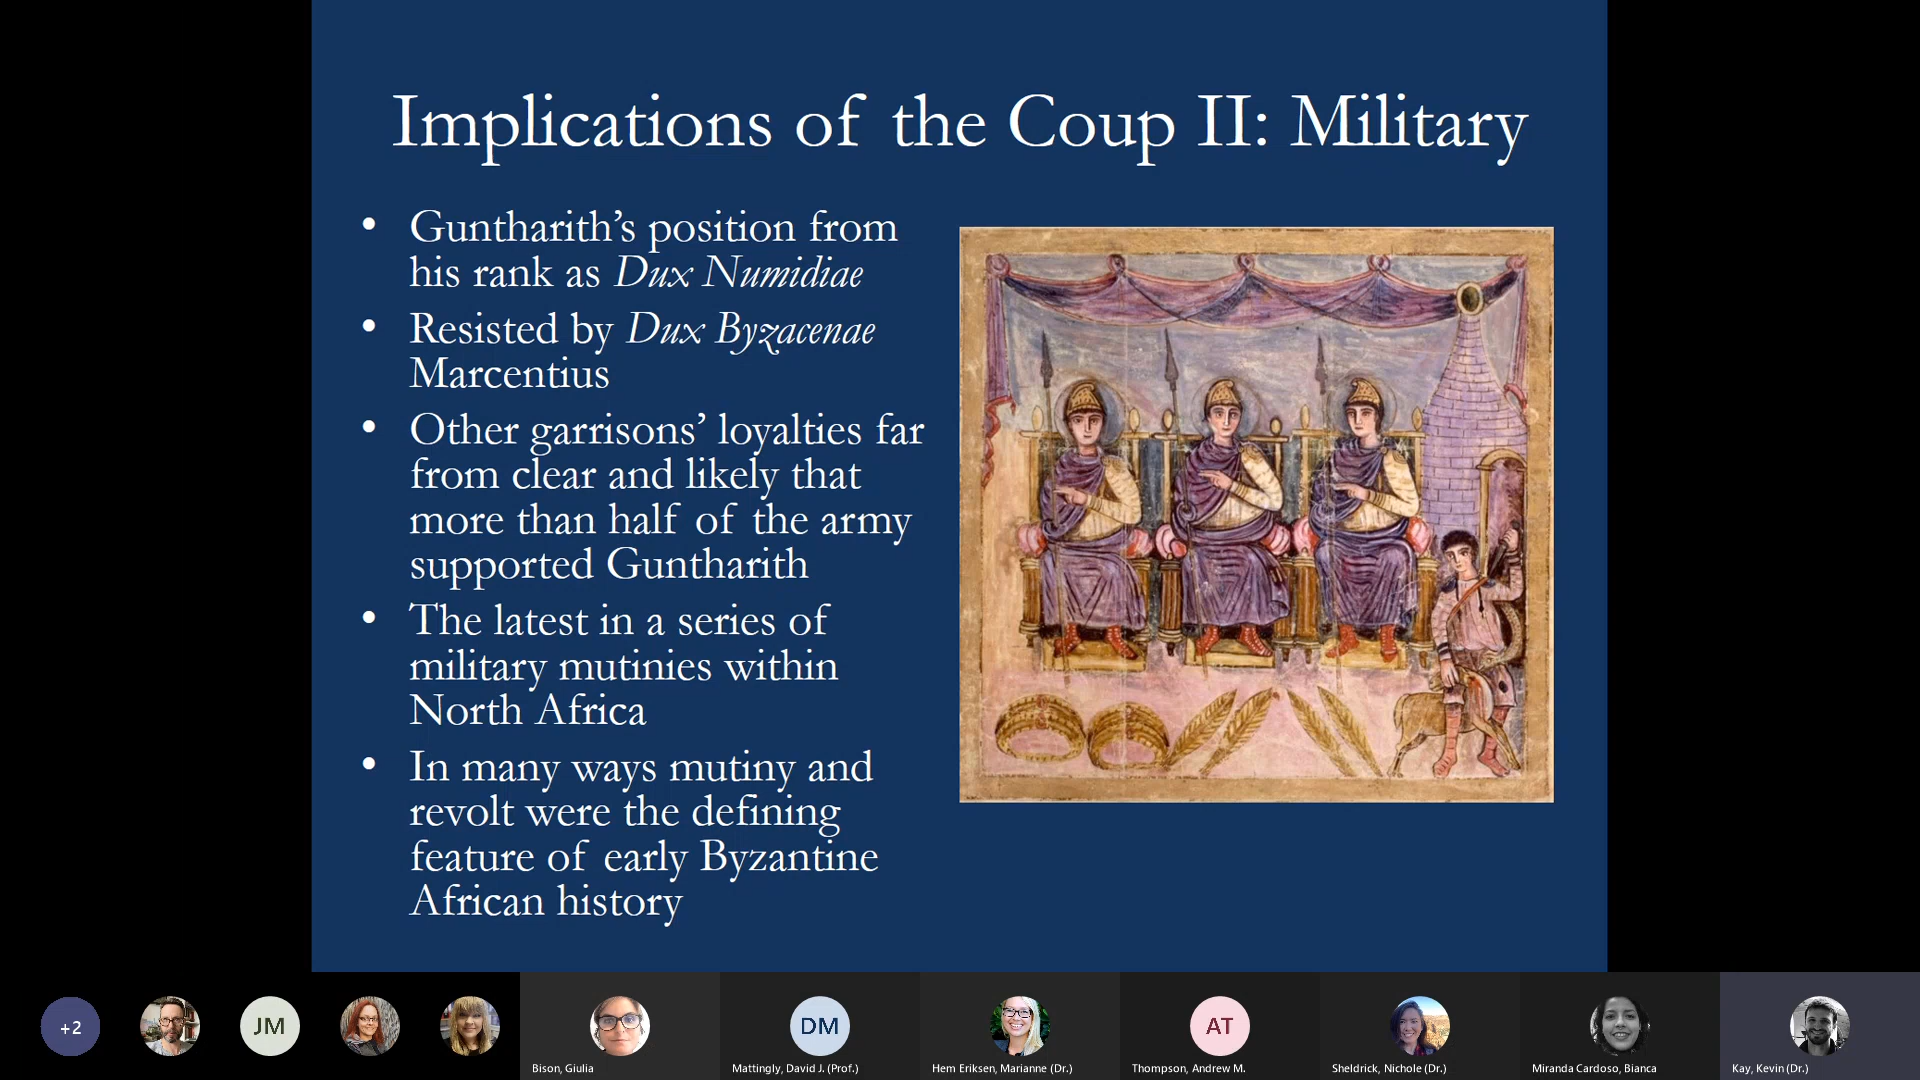 Implications of the Coup II: Military
• Guntharith’s position from
his rank as Dux Numidiae
• Resisted by Dux Byzacenae
Marcentius
• Other garrisons’ loyalties far
from clear and likely that
more than half of the army
supported Guntharith
• The latest in a series of
military mutinies within
North Africa
• In many ways mutiny and
revolt were the defining
feature of early Byzantine
African history
+2
JM
DM
AT
Bison, Giulia
Mattingly, David J. (Prof.)
Hem Eriksen, Marianne (Dr.)
Thompson, Andrew M.
Sheldrick, Nichole (Dr.)
Miranda Cardoso, Bianca
Kay, Kevin (Dr.)